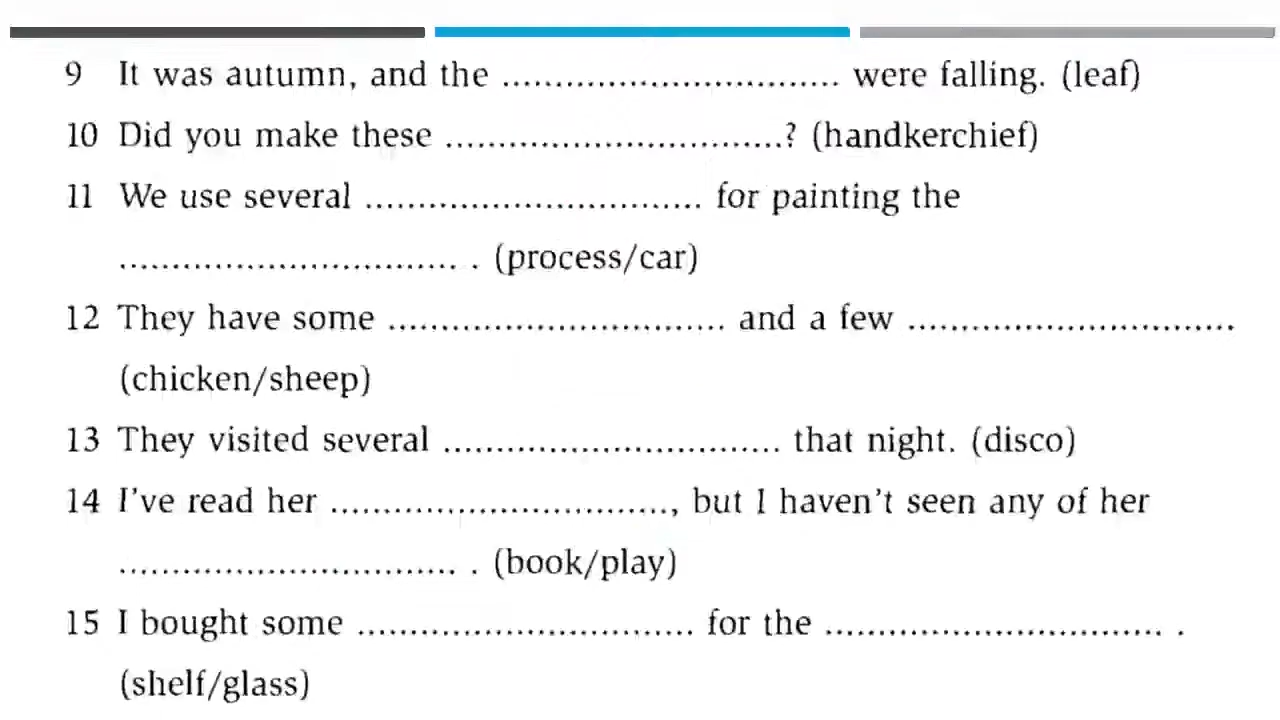 9 It was autumn, and the ................................ were falling. (leaf)
10 Did you make these ................................? (handkerchief)
11 We use several ................................ for painting the
................................ . (process/car)
12 They have some ................................ and a few ...............................
(chicken/sheep)
13 They visited several ................................ that night. (disco)
14 I've read her ................................, but I haven't seen any of her
................................ . (book/play)
15 I bought some ................................ for the ................................ .
(shelf/glass)